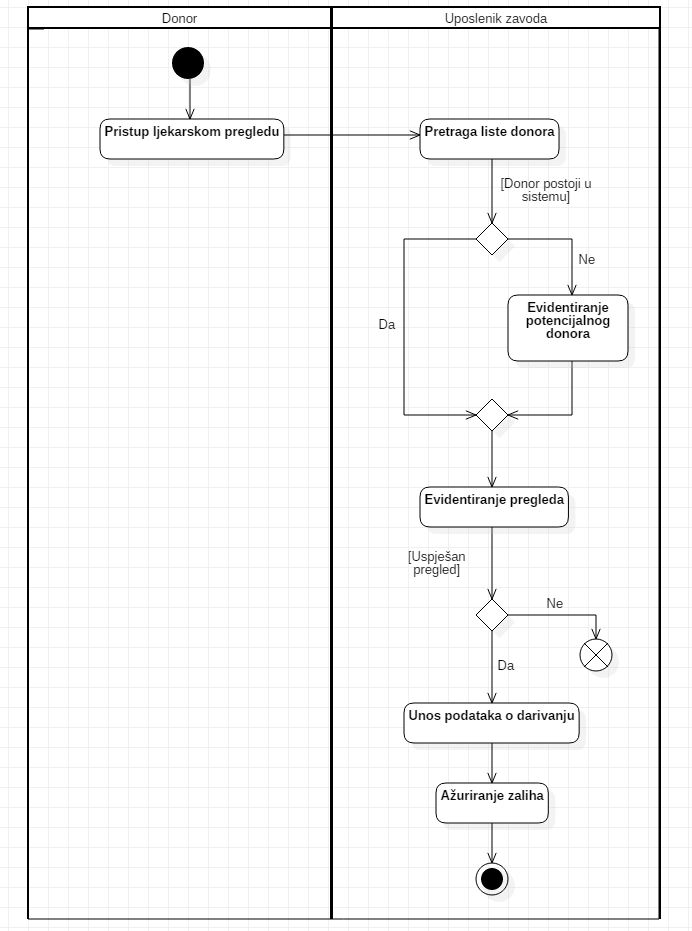 Donor
Uposlenik zavoda
Pristup ljekarskom pregledu
Pretraga liste donora
[Donor postoji u
sistemu]
Ne
Evidentiranje
potencijalnog
donora
Da
Evidentiranje pregleda
[Uspješan
pregled]
Ne
Da
Unos podataka o darivanju
Ažuriranje zaliha